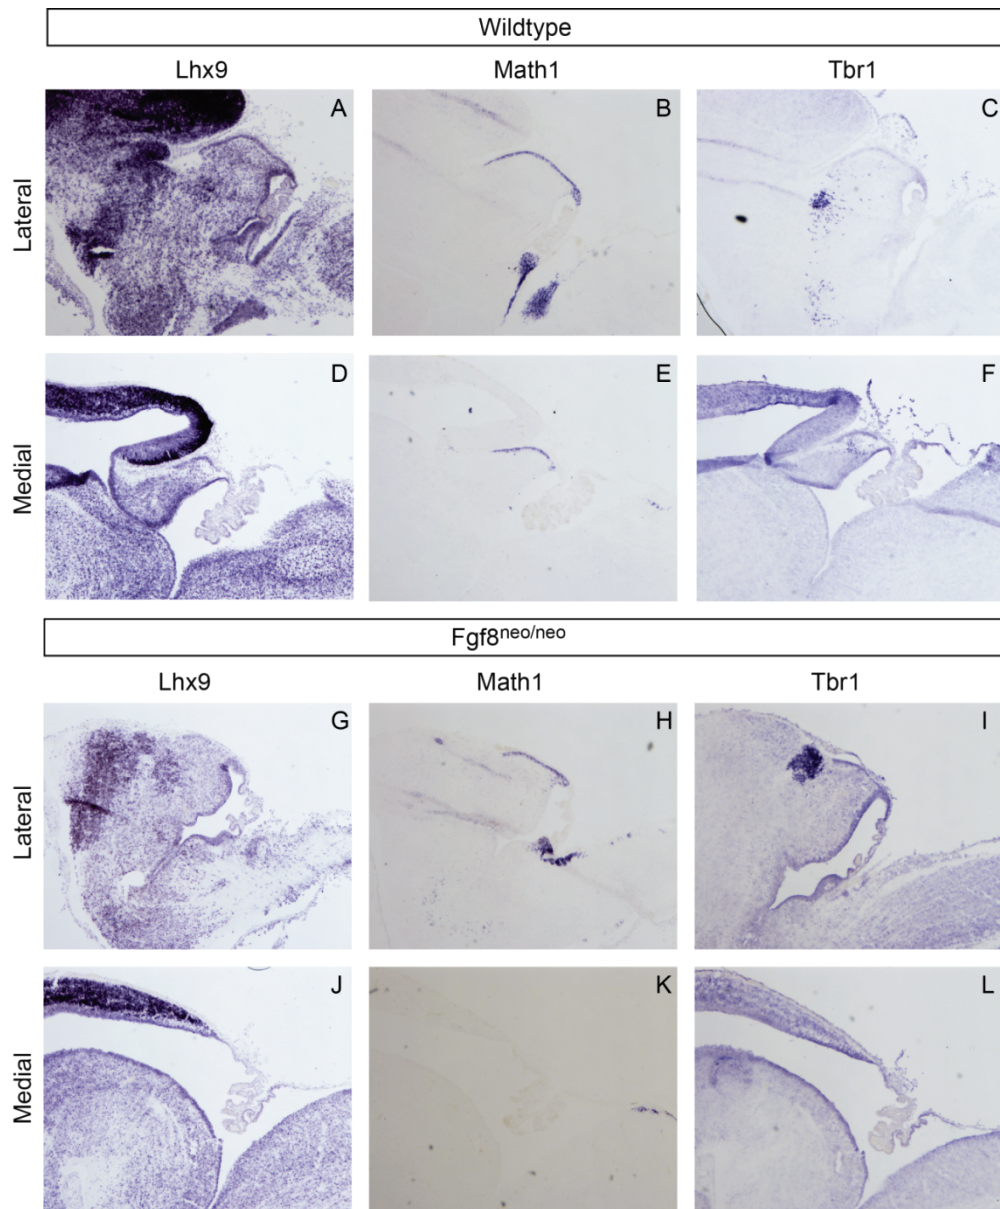 Wildtype
Lhx9 Math1 Tbr1
Lateral
A B C
Medial
D E F
Fgf8neo/neo
Lhx9 Math1 Tbr1
Lateral
G H I
Medial
J K L